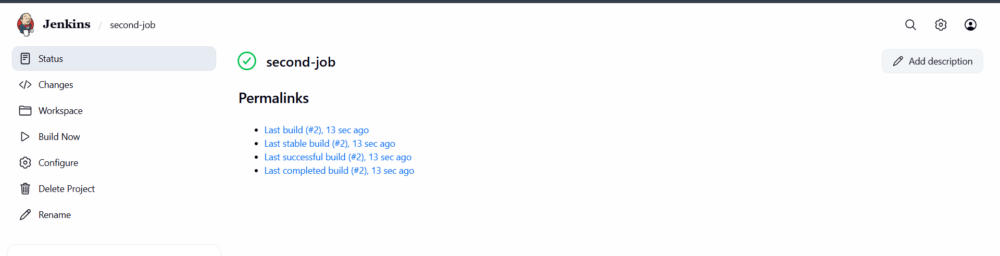 Jenkins / second-job
Status
Changes
Workspace
Build Now
Configure
Delete Project
Rename
second-job
Add description
Permalinks
Last build (#2), 13 sec ago
Last stable build (#2), 13 sec ago
Last successful build (#2), 13 sec ago
Last completed build (#2), 13 sec ago